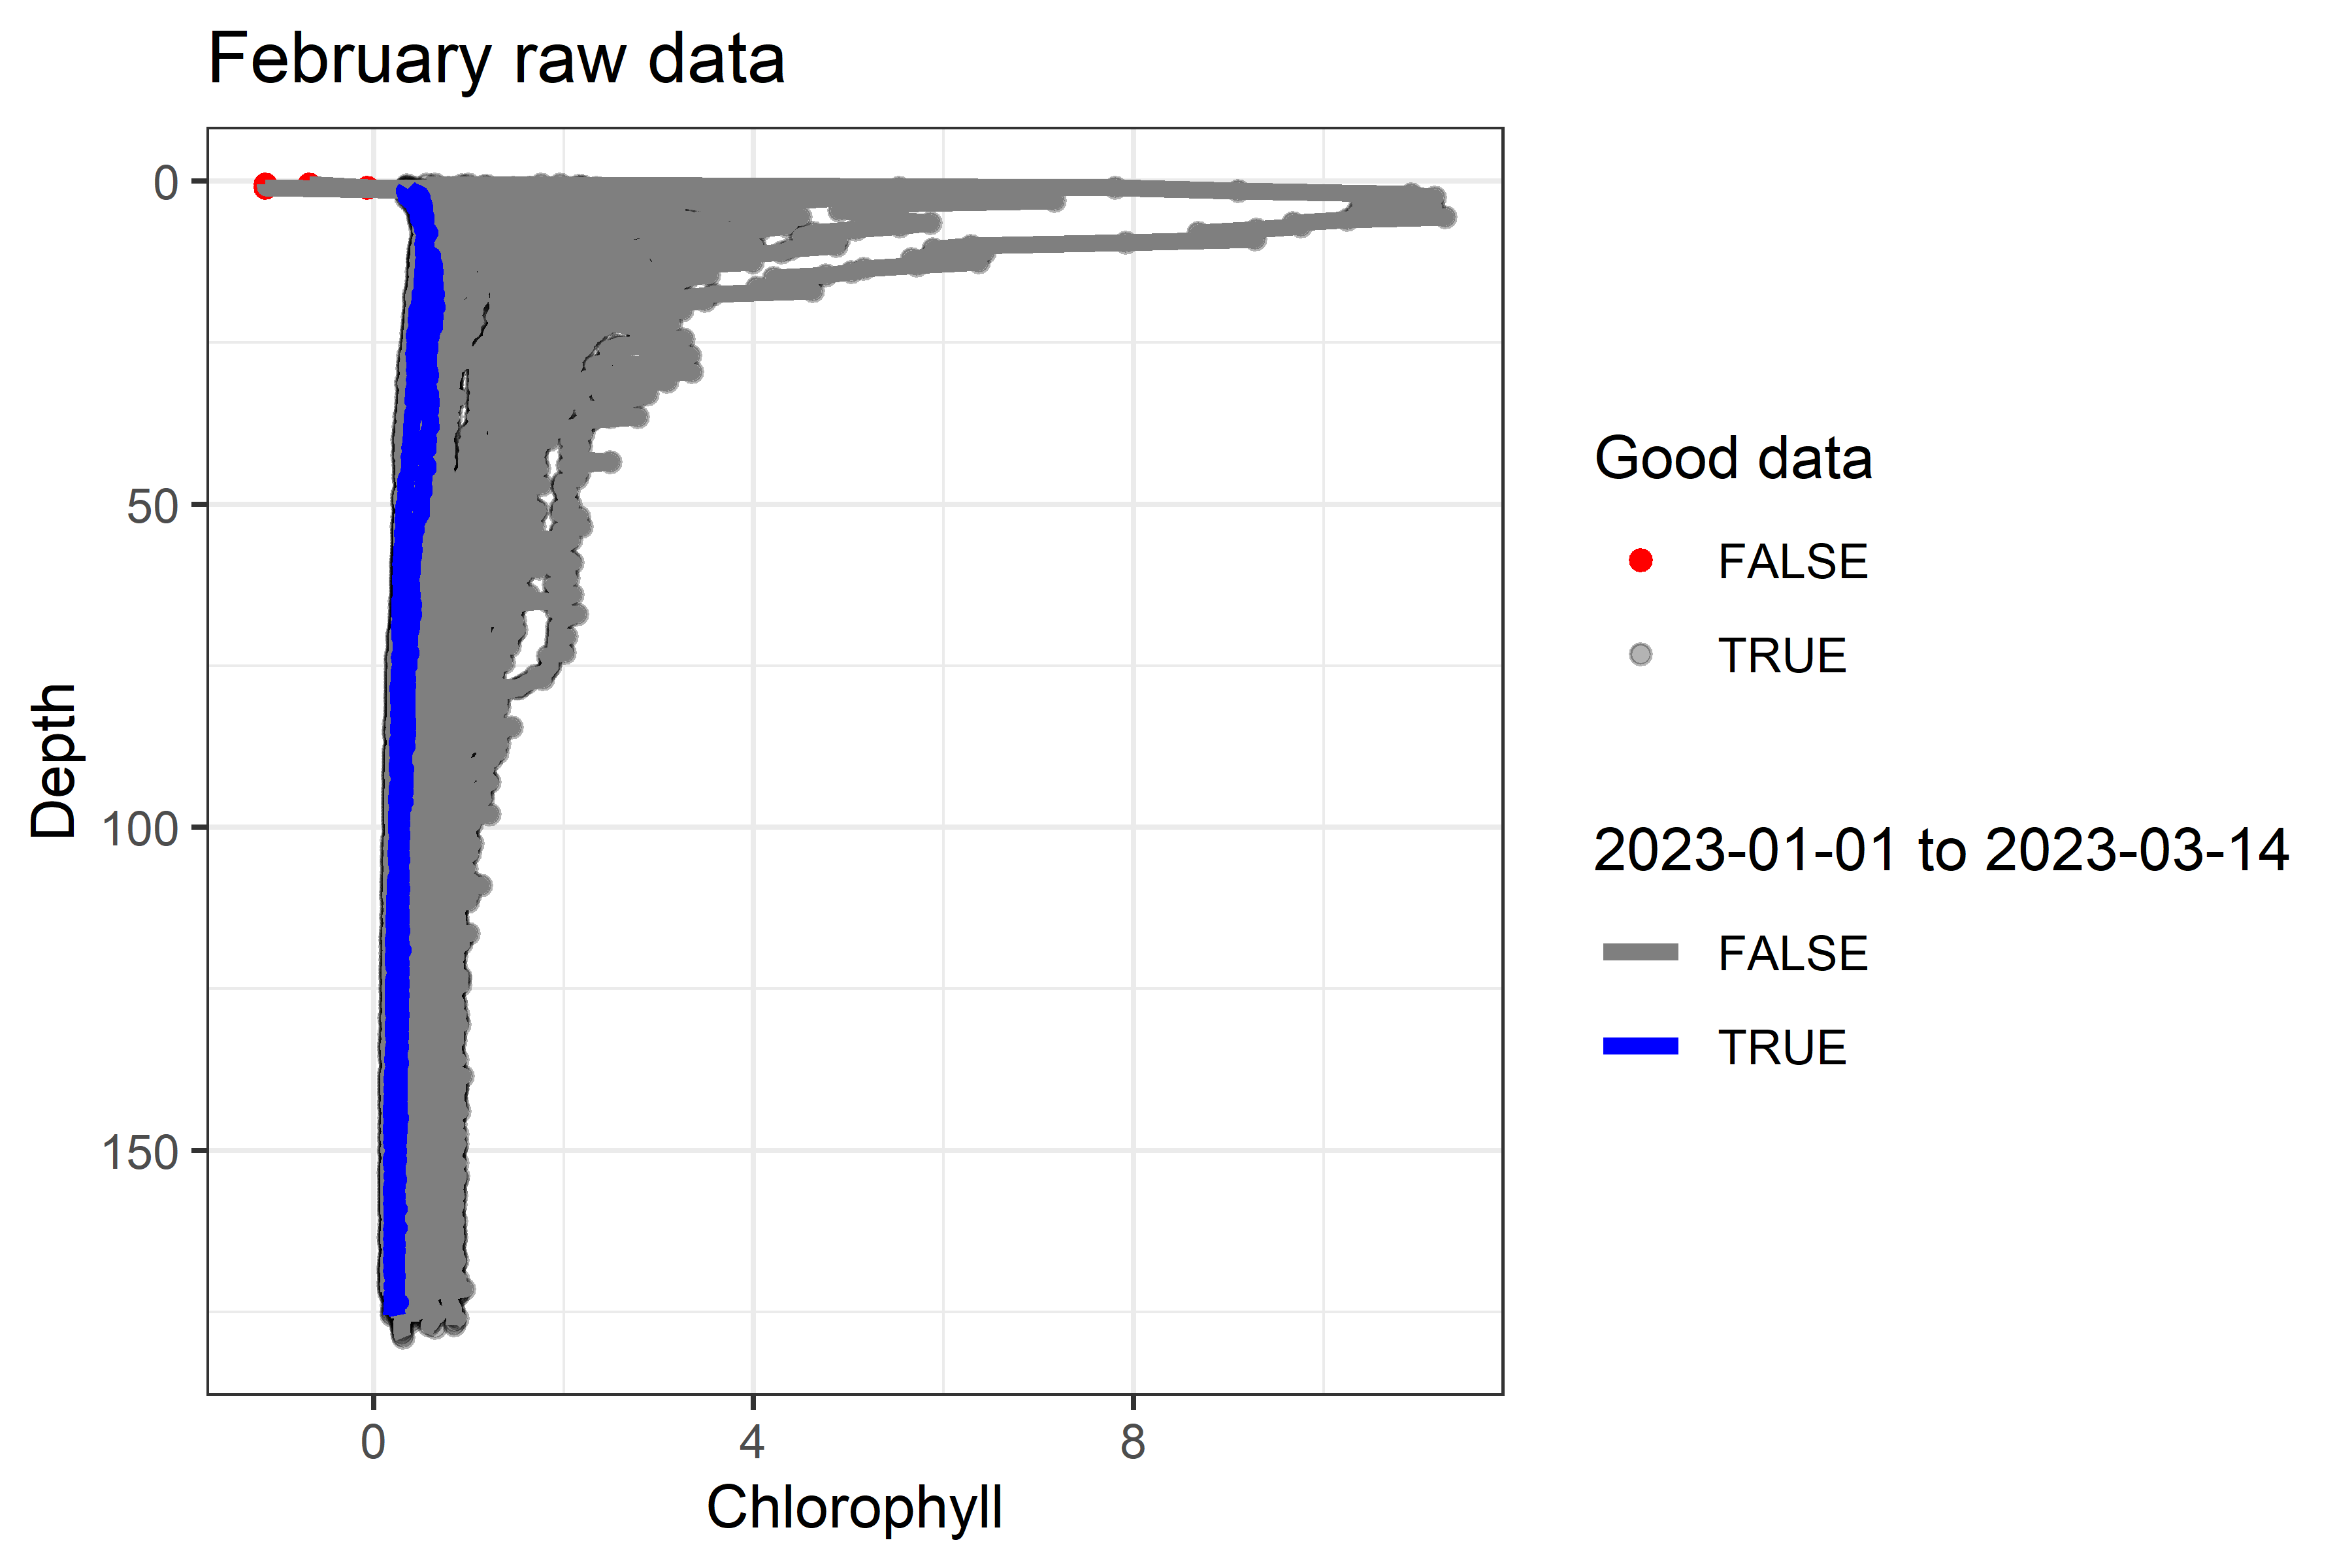 February raw data
0
50
100
150
Depth
0 4 8
Chlorophyll
Good data
FALSE
TRUE
2023-01-01 to 2023-03-14
FALSE
TRUE